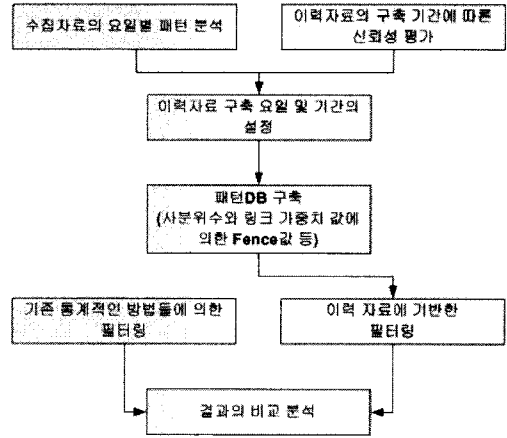 수집자료의 요일별 패턴 분석
이력자료의 구축 기간에 따른
신뢰성 평가
이력자료 구축 요일 및 기간의
설정
패턴DB 구축
(사분위수와 링크 가중치 값에
의한 Fence값 등)
기존 통계적인 방법들에 의한
필터링
이력 자료에 기반한
필터링
결과의 비교 분석